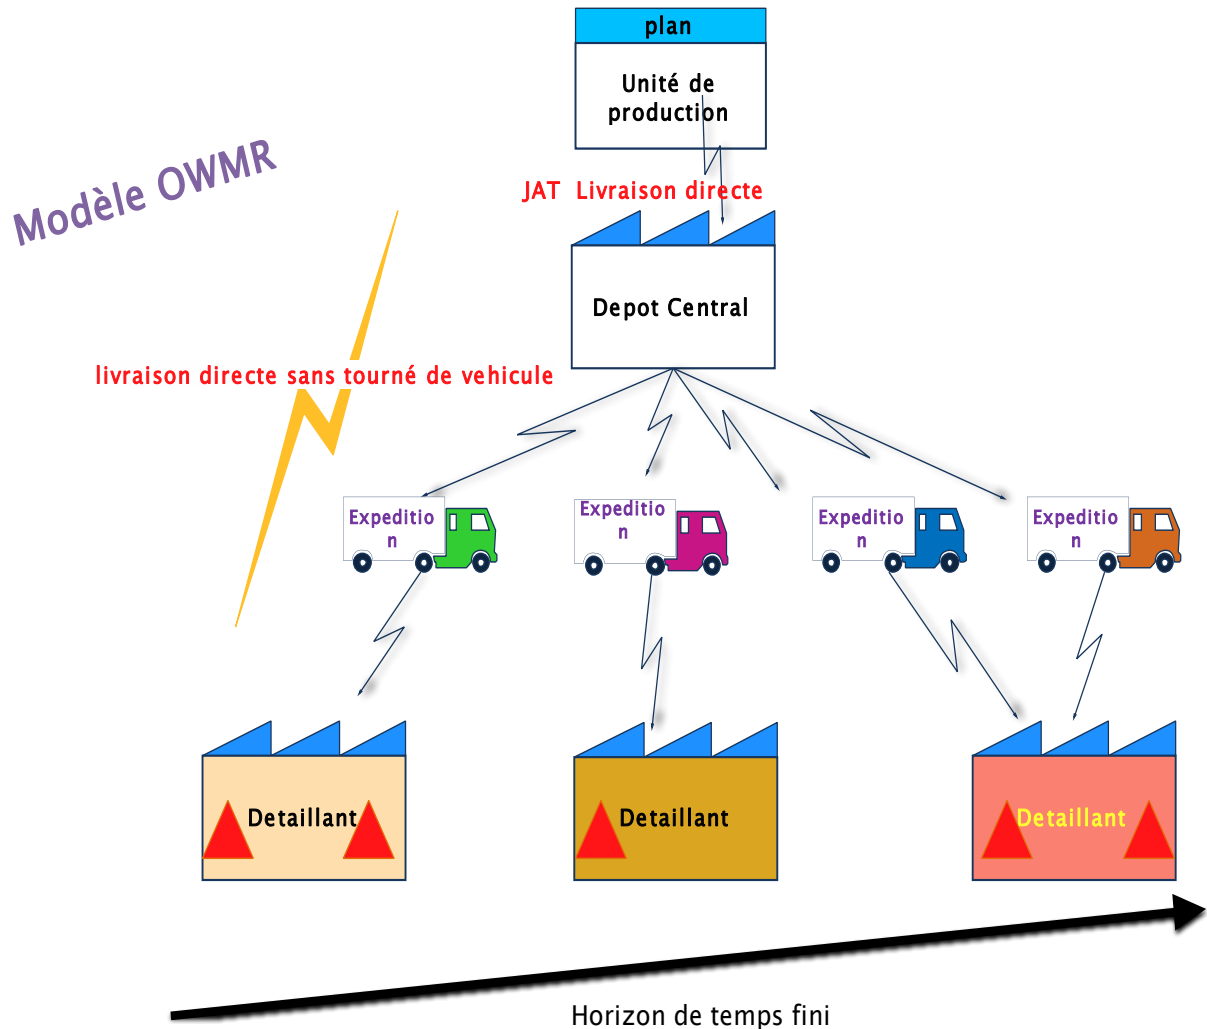 plan
Unité de
production
Modèle OWMR
JAT Livraison directe
Depot Central
livraison directe sans tourné de vehicule
Expeditio
n
Expeditio
n
Expeditio
n
Expeditio
n
Detaillant
Detaillant
Detaillant
Horizon de temps fini